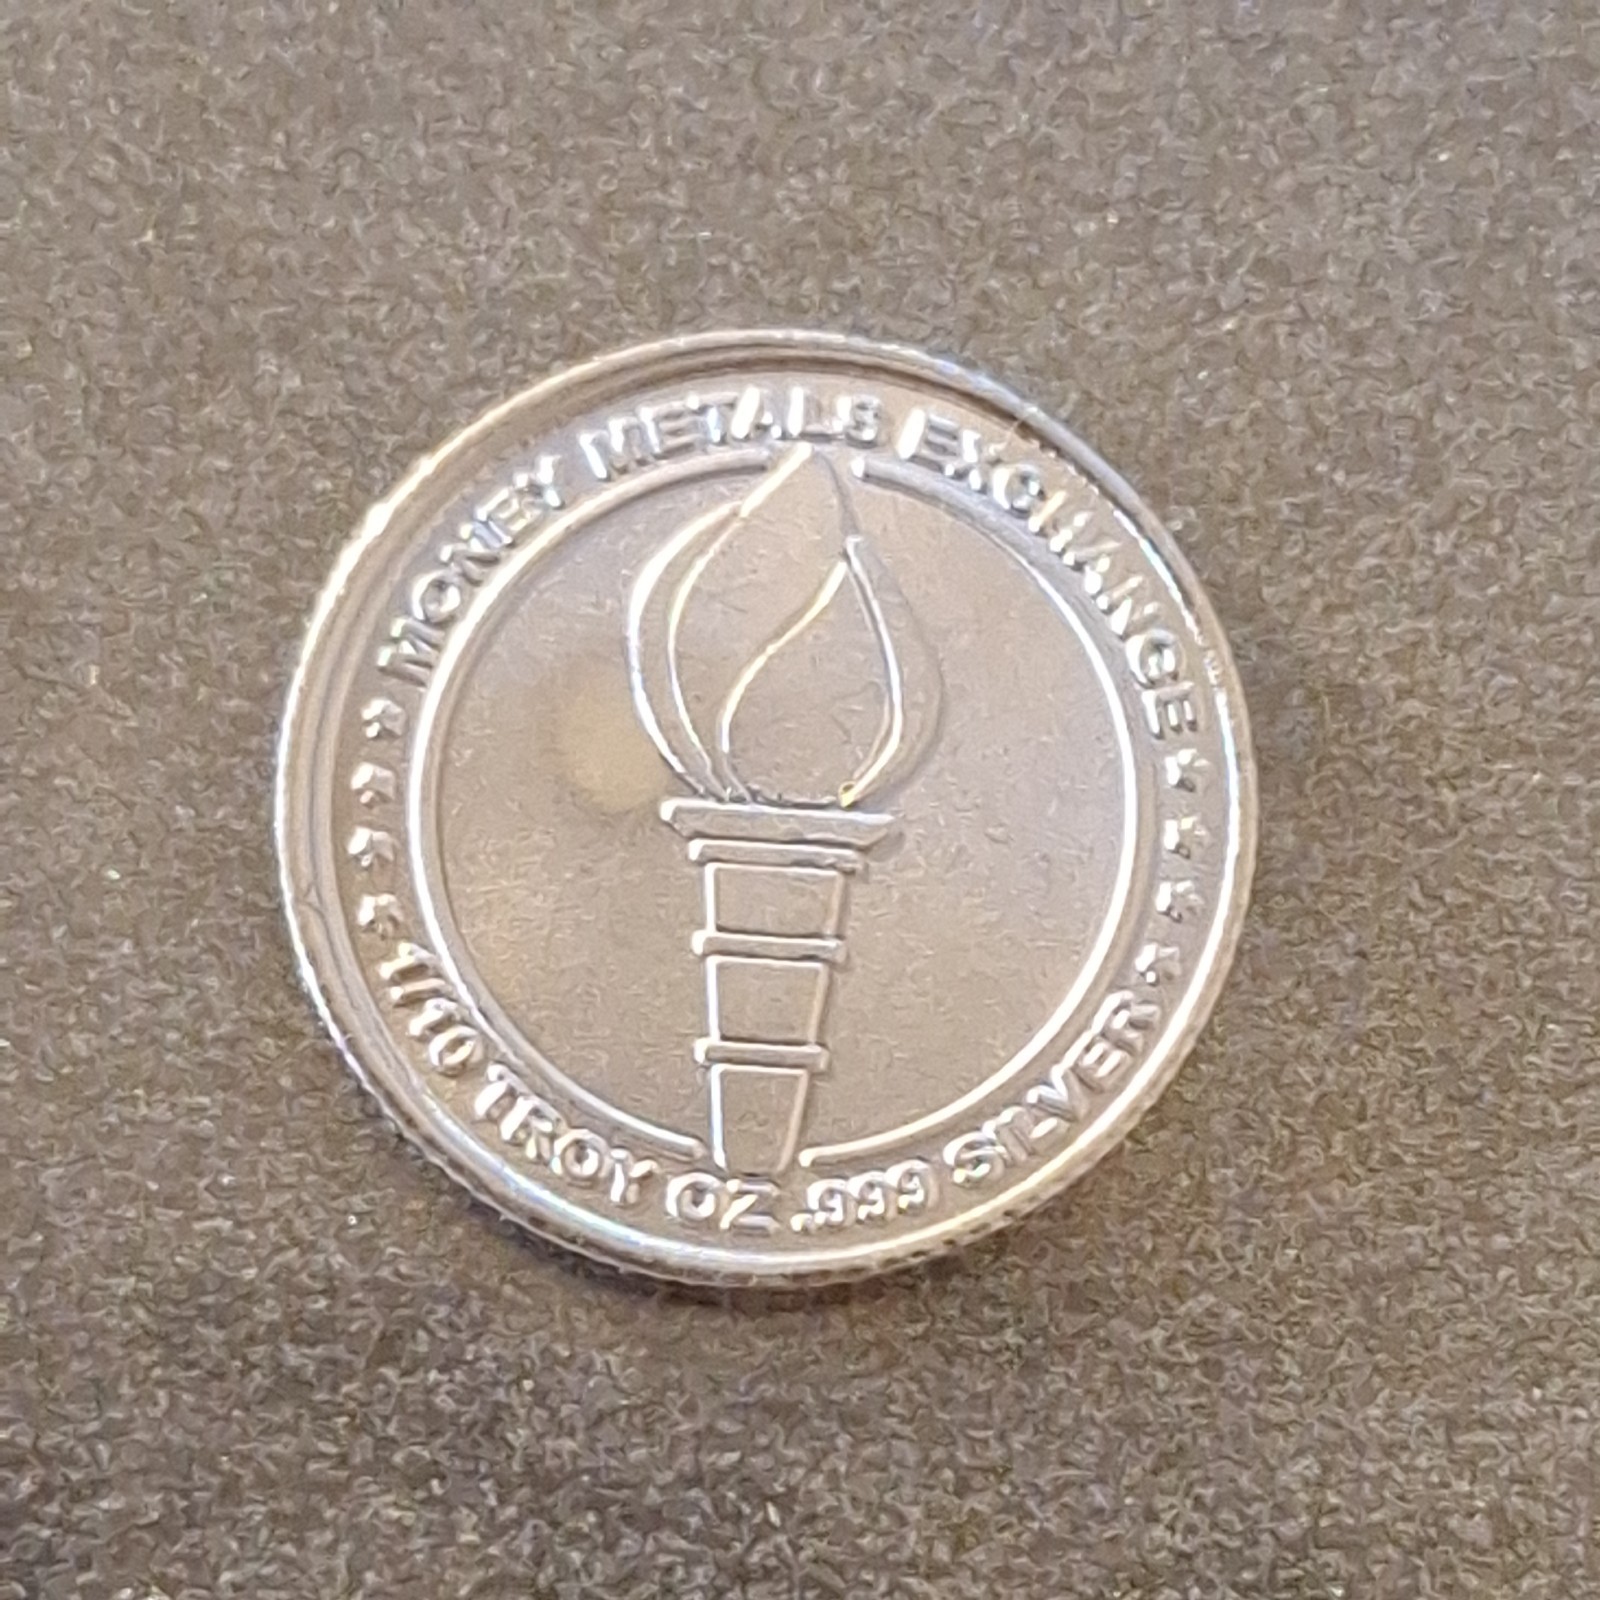 MONEY METALS EXCHANGE
1/10 TROY OZ .999 SILVER